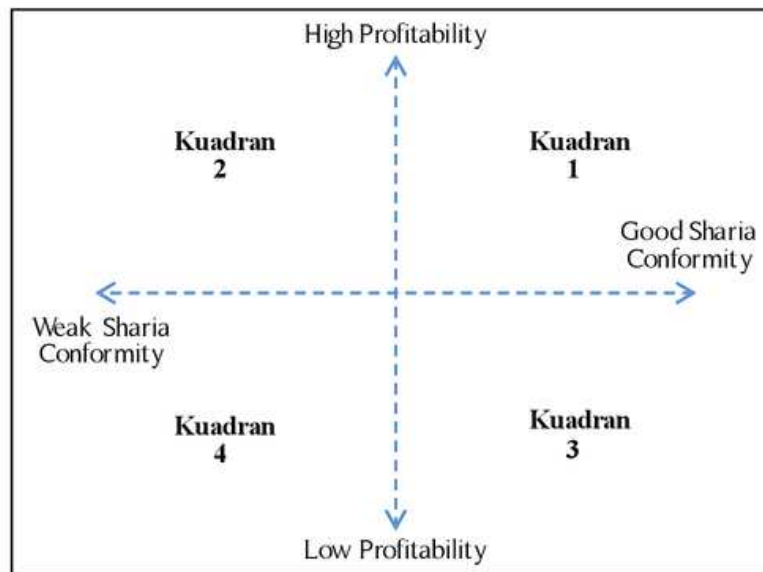 High Profitability
Kuadran
2
Kuadran
1
Good Sharia
Conformity
Weak Sharia
Conformity
Kuadran
4
Kuadran
3
Low Profitability